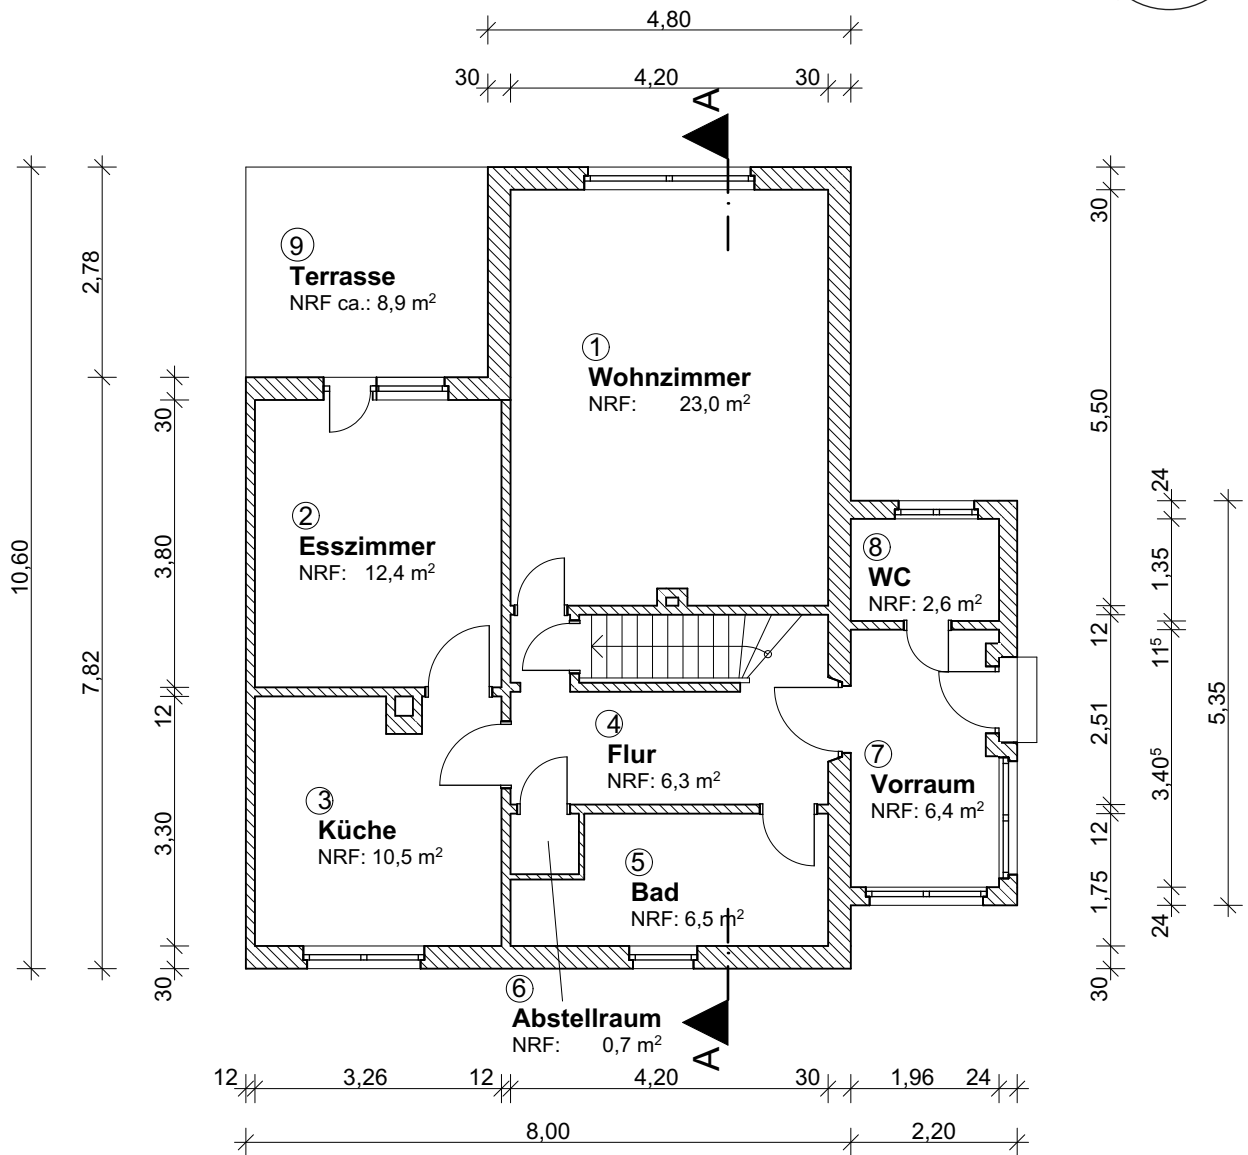 4,80
30 4,20 30
A
9
Terrasse
NRF ca.: 8,9 m²
1
Wohnzimmer
NRF: 23,0 m²
2
Esszimmer
NRF: 12,4 m²
8
WC
NRF: 2,6 m²
4
Flur
NRF: 6,3 m²
7
Vorraum
NRF: 6,4 m²
3
Küche
NRF: 10,5 m²
5
Bad
NRF: 6,5 m²
6
Abstellraum
NRF: 0,7 m²
A
10,60
2,78
7,82
30
3,80
12
3,30
30
30
5,50
12
2,51
12
1,75
30
24
1,35
11⁵
3,40⁵
24
5,35
12 3,26 12 4,20 30 1,96 24
8,00 2,20